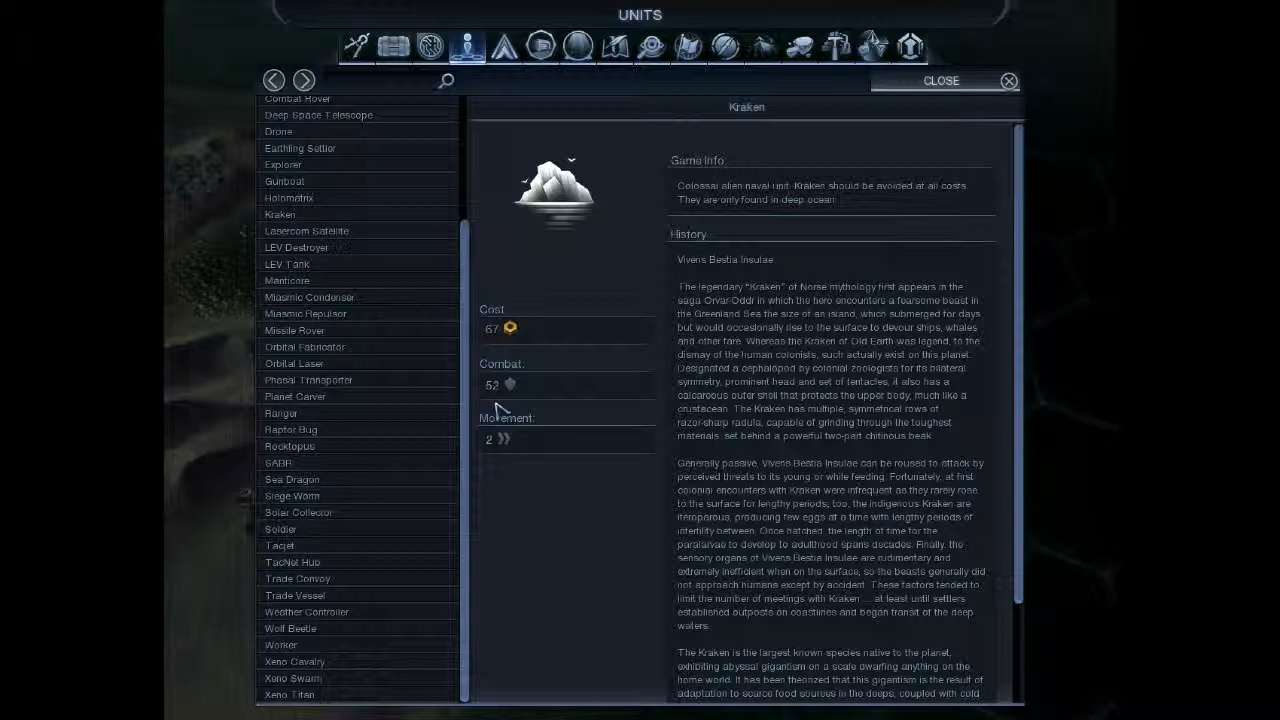 UNITS
CLOSE
Combat Rover
Deep Space Telescope
Drone
Earthling Settler
Explorer
Gunboat
Holomatrix
Kraken
Lasercom Satellite
LEV Destroyer
LEV Tank
Manticore
Miasmic Condenser
Miasmic Repulsor
Missile Rover
Orbital Fabricator
Orbital Laser
Phasal Transporter
Planet Carver
Ranger
Raptor Bug
Rocktopus
SABR
Sea Dragon
Siege Worm
Solar Collector
Soldier
Tacjet
TacNet Hub
Trade Convoy
Trade Vessel
Weather Controller
Wolf Beetle
Worker
Xeno Cavalry
Xeno Swarm
Xeno Titan
Kraken
Cost
67
Combat:
52
Movement:
2
Game Info:
Colossal alien naval unit. Kraken should be avoided at all costs.
They are only found in deep ocean.
History
Vivens Bestia Insulae
The legendary "Kraken" of Norse mythology first appears in the
saga Orvar-Oddr in which the hero encounters a fearsome beast in
the Greenland Sea the size of an island, which submerged for days
but would occasionally rise to the surface to devour ships, whales
and other fare. Whereas the Kraken of Old Earth was legend, to the
dismay of the human colonists, such actually exist on this planet.
Designated a cephalopod by colonial zoologists for its bilateral
symmetry, prominent head and set of tentacles, it also has a
calcareous outer shell that protects the upper body, much like a
crustacean. The Kraken has multiple, symmetrical rows of
razor-sharp radula, capable of grinding through the toughest
materials, set behind a powerful two-part chitinous beak.
Generally passive, Vivens Bestia Insulae can be roused to attack by
perceived threats to its young or while feeding. Fortunately, at first
colonial encounters with Kraken were infrequent as they rarely rose
to the surface for lengthy periods; too, the indigenous Kraken are
iteroparous, producing few eggs at a time with lengthy periods of
infertility between. Once hatched, the length of time for the
paralarvae to develop to adulthood spans decades. Finally, the
sensory organs of Vivens Bestia Insulae are rudimentary and
extremely inefficient when on the surface, so the beasts generally did
not approach humans except by accident. These factors tended to
limit the number of meetings with Kraken ... at least until settlers
established outposts on coastlines and began transit of the deep
waters.
The Kraken is the largest known species native to the planet,
exhibiting abyssal gigantism on a scale dwarfing anything on the
home world. It has been theorized that this gigantism is the result of
adaptation to scarce food sources in the deeps, coupled with cold